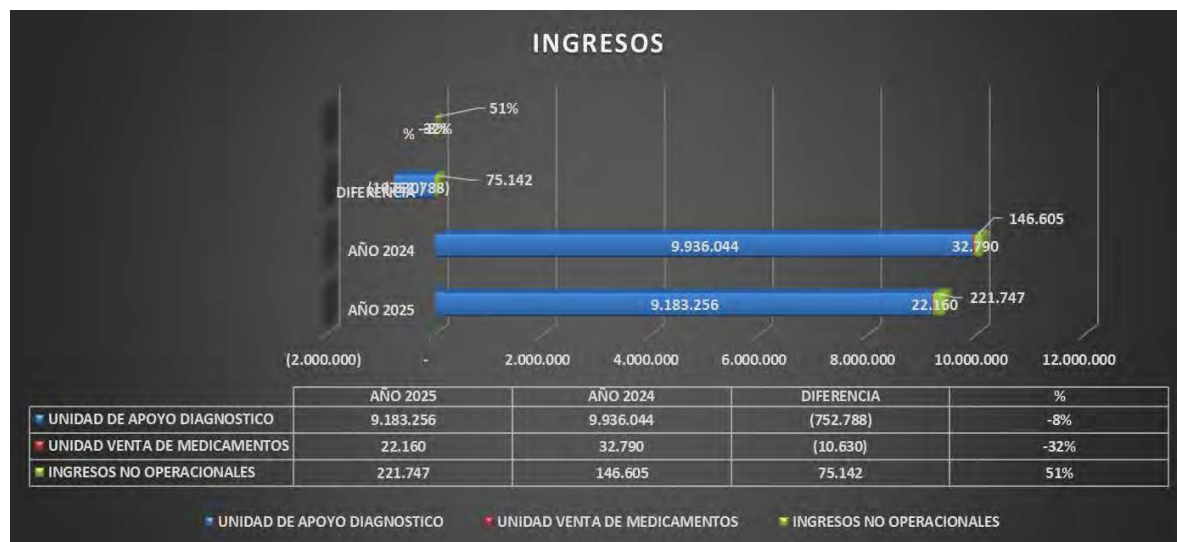 INGRESOS
51%
%
-32%
-8%
75.142
DIFERENCIA
146.605
AÑO 2024
9.936.044
32.790
AÑO 2025
9.183.256
22.160
221.747
(2.000.000) - 2.000.000 4.000.000 6.000.000 8.000.000 10.000.000 12.000.000
AÑO 2025 AÑO 2024 DIFERENCIA %
UNIDAD DE APOYO DIAGNOSTICO 9.183.256 9.936.044 (752.788) -8%
UNIDAD VENTA DE MEDICAMENTOS 22.160 32.790 (10.630) -32%
INGRESOS NO OPERACIONALES 221.747 146.605 75.142 51%
UNIDAD DE APOYO DIAGNOSTICO UNIDAD VENTA DE MEDICAMENTOS INGRESOS NO OPERACIONALES